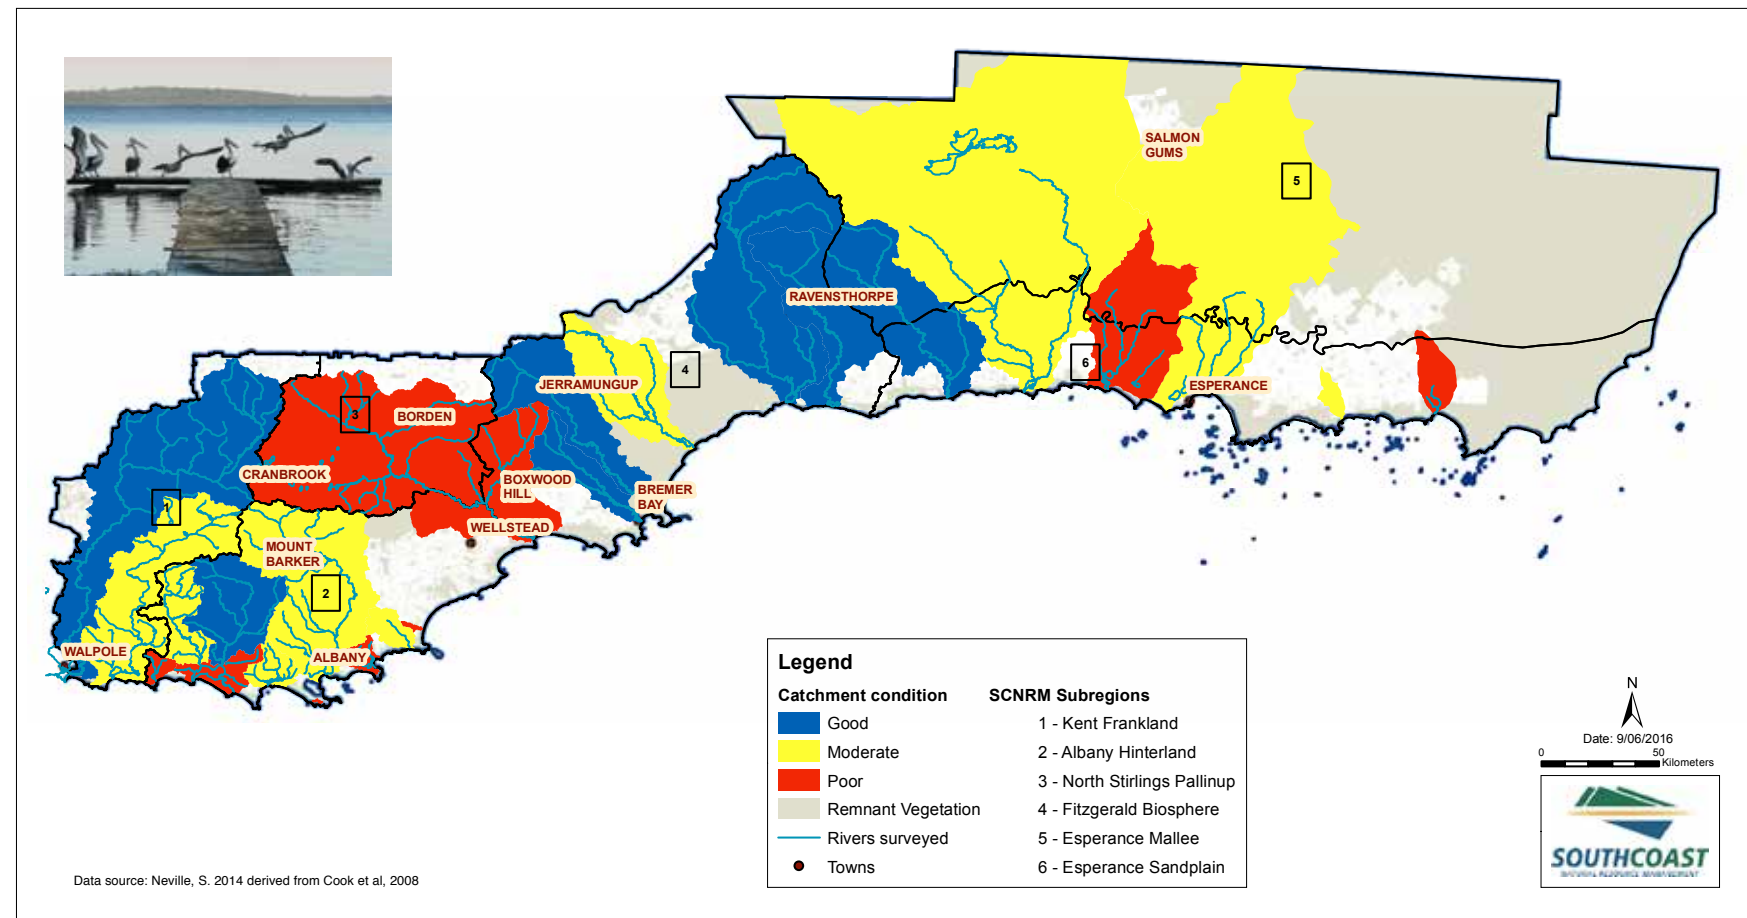 SALMON
GUMS
5
RAVENSTHORPE
4
6
JERRAMUNGUP
ESPERANCE
3
BORDEN
CRANBROOK
BOXWOOD
HILL
BREMER
BAY
1
WELLSTEAD
MOUNT
BARKER
2
WALPOLE
ALBANY
Legend
Catchment condition
Good
Moderate
Poor
Remnant Vegetation
Rivers surveyed
Towns
SCNRM Subregions
1 - Kent Frankland
2 - Albany Hinterland
3 - North Stirlings Pallinup
4 - Fitzgerald Biosphere
5 - Esperance Mallee
6 - Esperance Sandplain
N
Date: 9/06/2016
0 50
Kilometers
SOUTHCOAST
NATURAL RESOURCE MANAGEMENT
Data source: Neville, S. 2014 derived from Cook et al, 2008